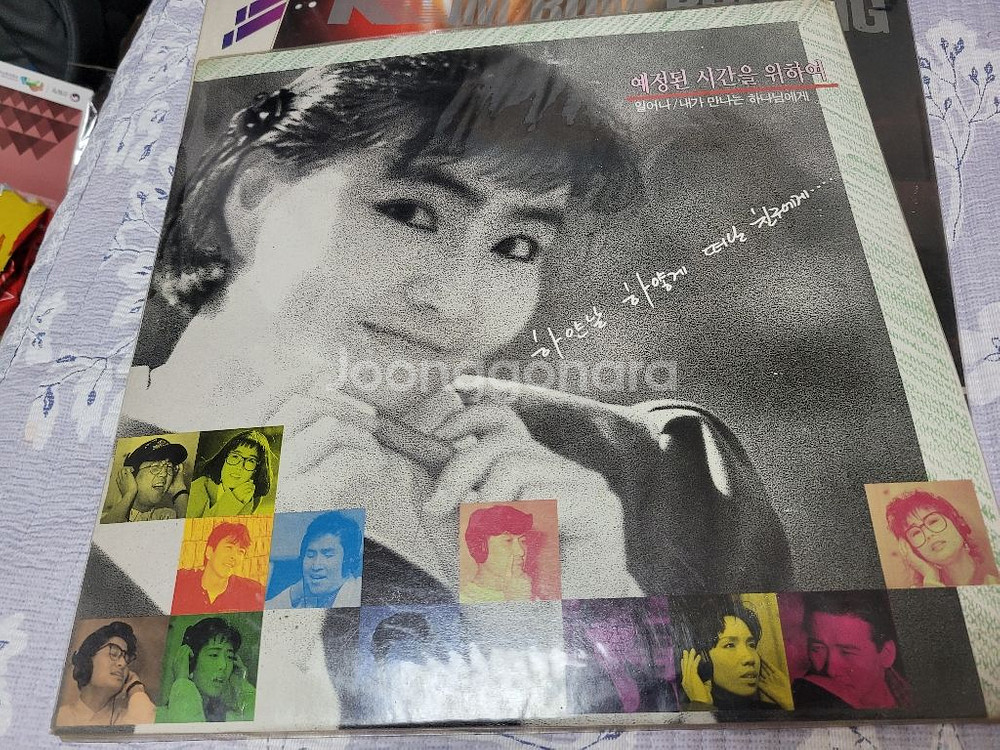 예정된 시간을 위하여
일어나/내가 만나는 하나님에게
하얀날 하얗게 떠난 친구에게....
Joonggonara